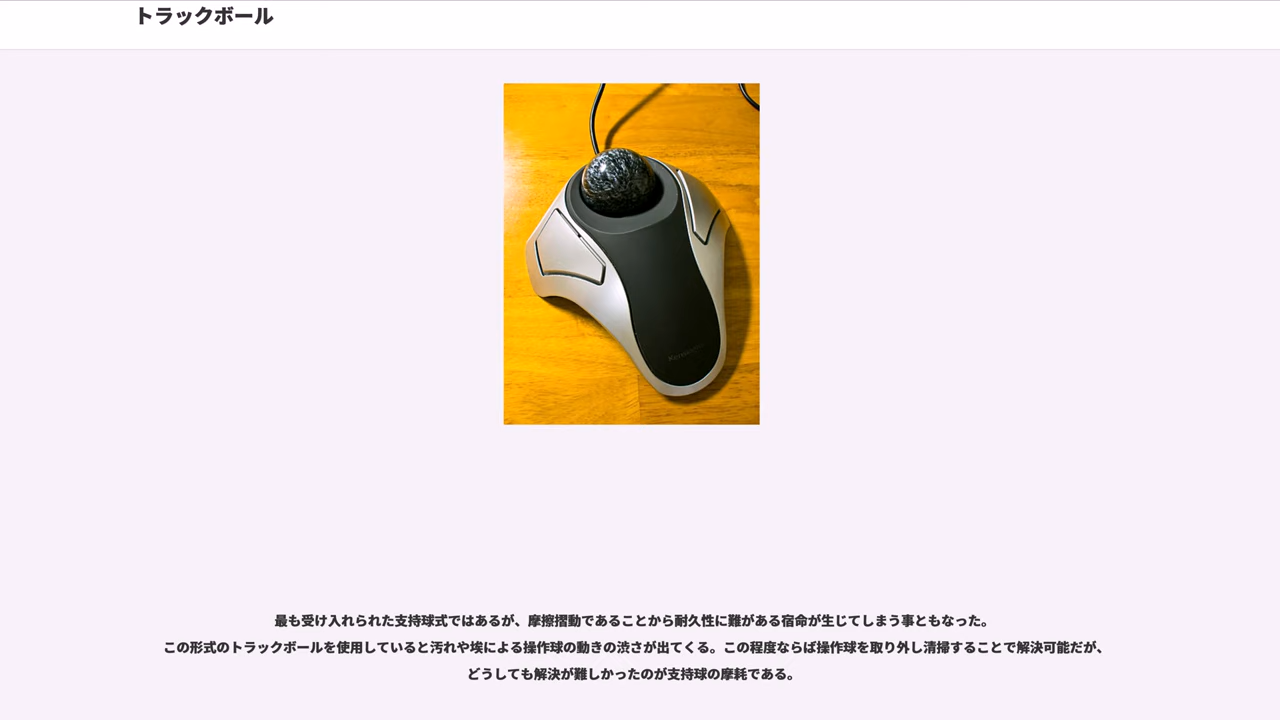 トラックボール
最も受け入れられた支持球式ではあるが、摩擦摺動であることから耐久性に難がある宿命が生じてしまう事ともなった。
この形式のトラックボールを使用していると汚れや埃による操作球の動きの渋さが出てくる。この程度ならば操作球を取り外し清掃することで解決可能だが、
どうしても解決が難しかったのが支持球の摩耗である。